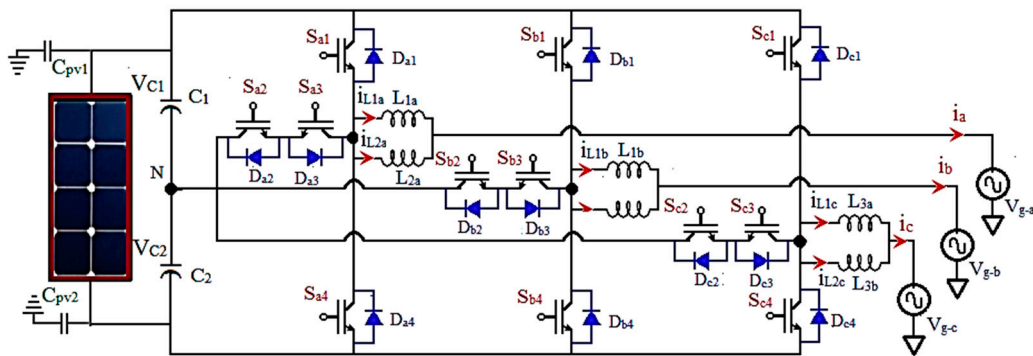 Sa1
Sb1
Sc1
Da1
Db1
Dc1
Cpv1
VC1
C1
Sa2
Sa3
iL1a
L1a
ia
iL2a
Da2
Da3
L2a
Sb2
Sb3
iL1b
L1b
ib
N
Vg-a
Db2
Db3
Sc2
Sc3
iL1c
L3a
ic
VC2
C2
Vg-b
Dc2
Dc3
iL2c
L3b
Cpv2
Sa4
Sb4
Sc4
Da4
Db4
Dc4
Vg-c